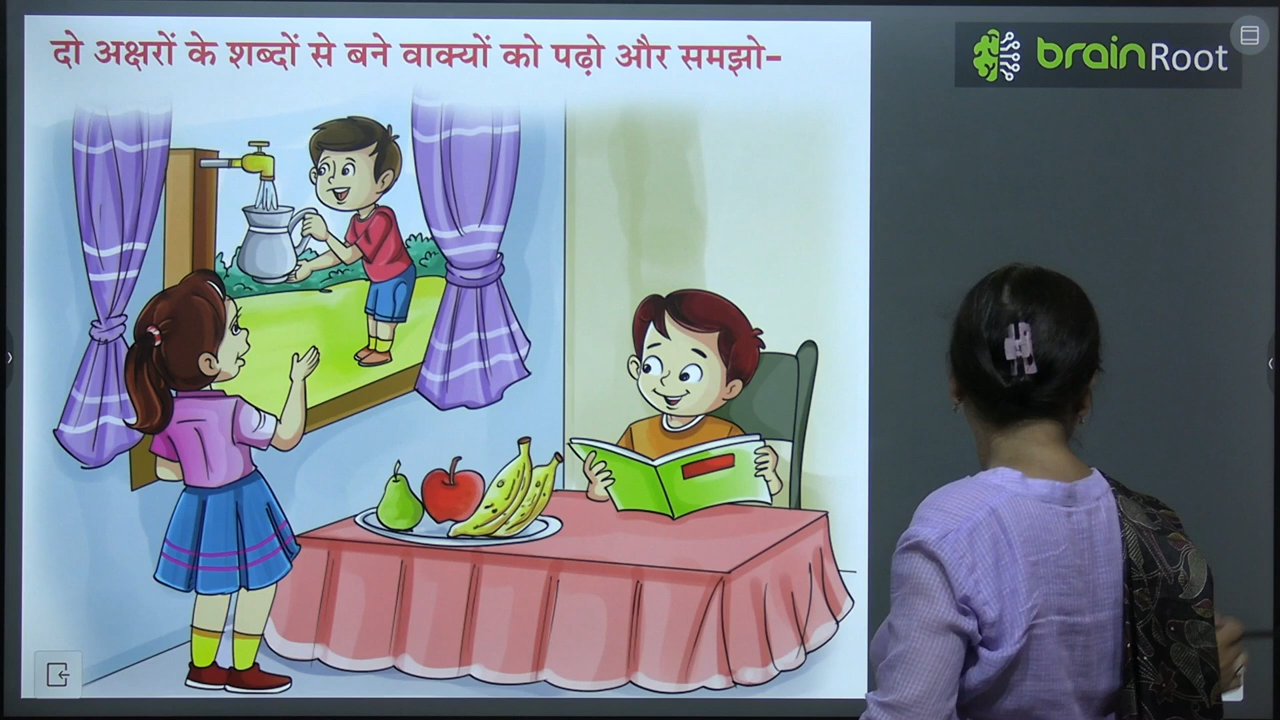 दो अक्षरों के शब्दों से बने वाक्यों को पढ़ो और समझो-
brainRoot